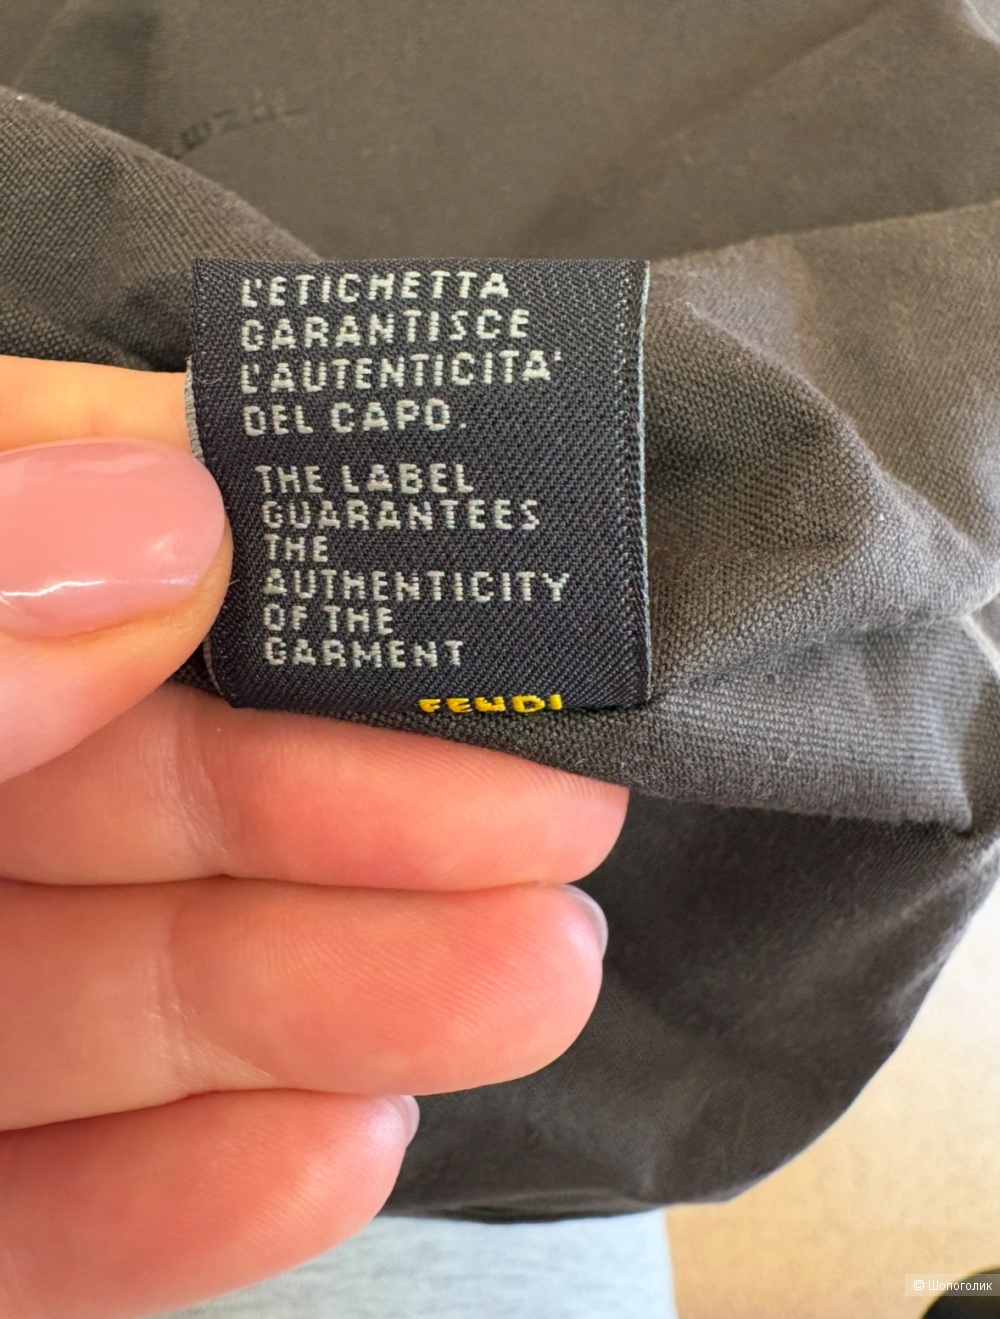 L'ETICHETTA
GARANTISCE
L'AUTENTICITA'
DEL CAPO.
THE LABEL
GUARANTEES
THE
AUTHENTICITY
OF THE
GARMENT
FENDI
© Шопоголик